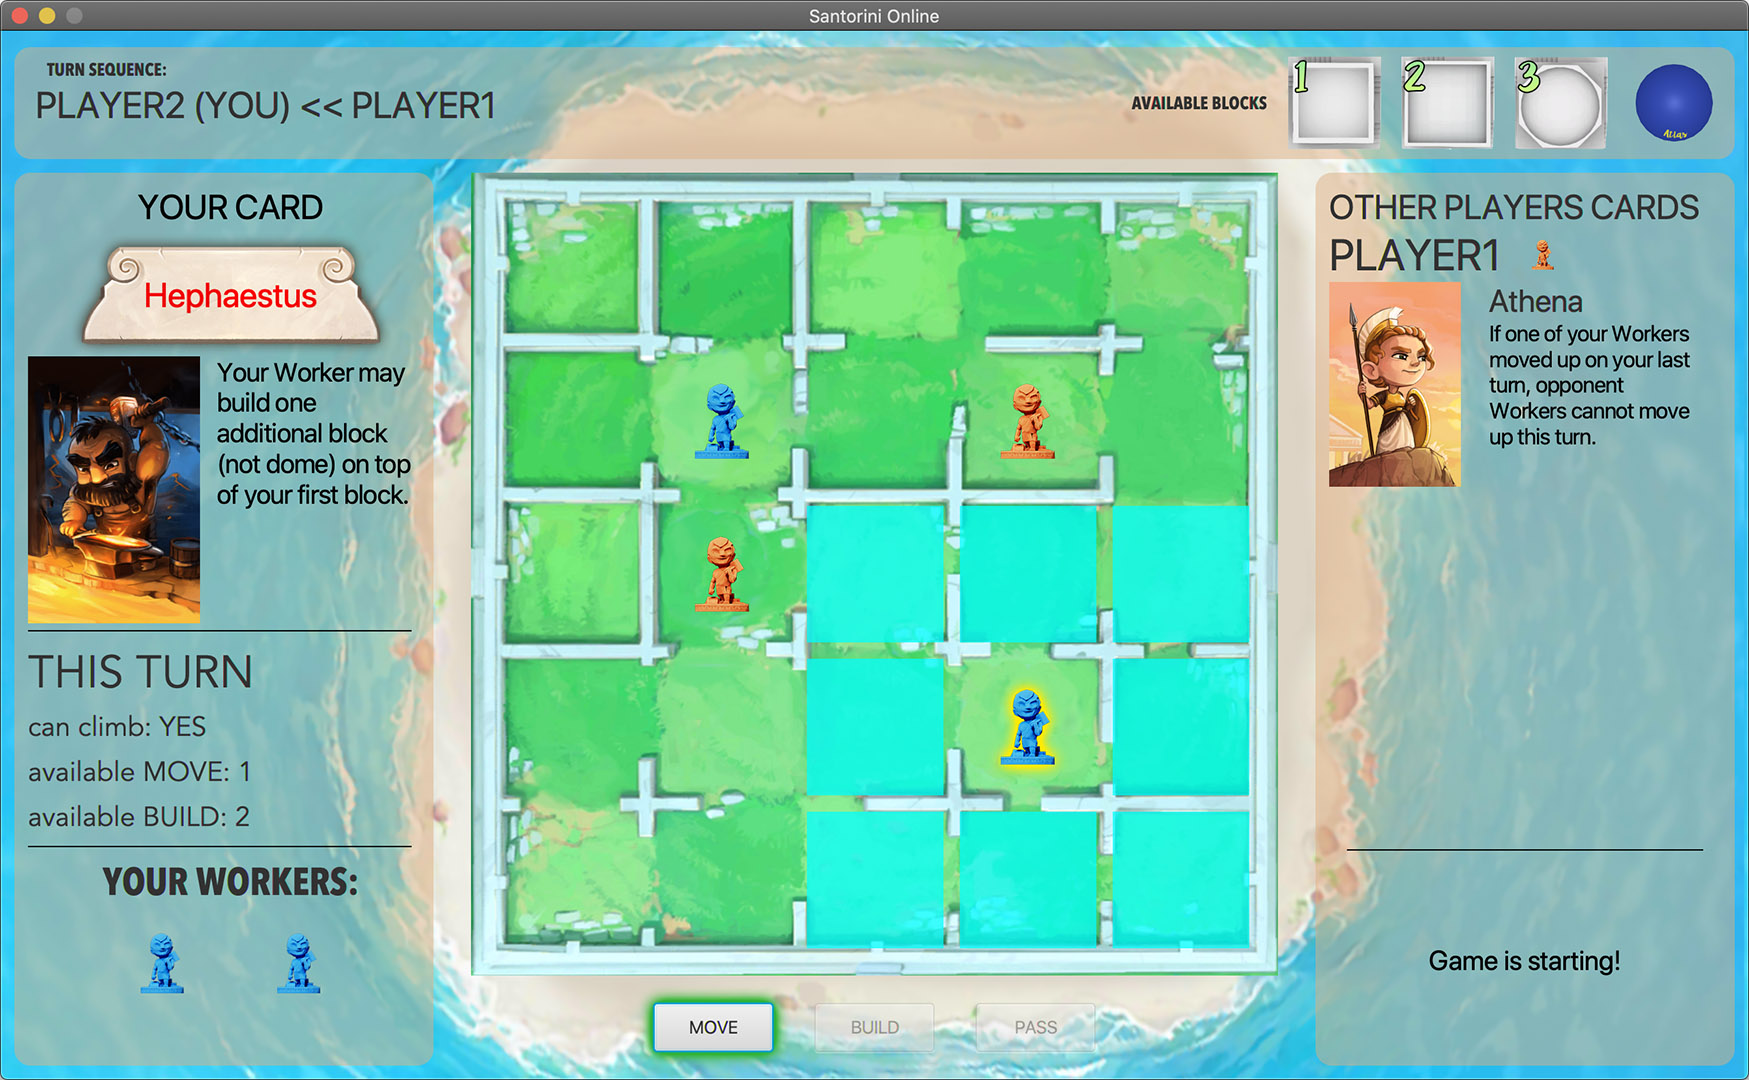 Santorini Online
TURN SEQUENCE:
PLAYER2 (YOU) << PLAYER1
AVAILABLE BLOCKS
1
2
3
Atlas
YOUR CARD
Hephaestus
Your Worker may
build one
additional block
(not dome) on top
of your first block.
THIS TURN
can climb: YES
available MOVE: 1
available BUILD: 2
YOUR WORKERS:
OTHER PLAYERS CARDS
PLAYER1
Athena
If one of your Workers
moved up on your last
turn, opponent
Workers cannot move
up this turn.
Game is starting!
MOVE
BUILD
PASS